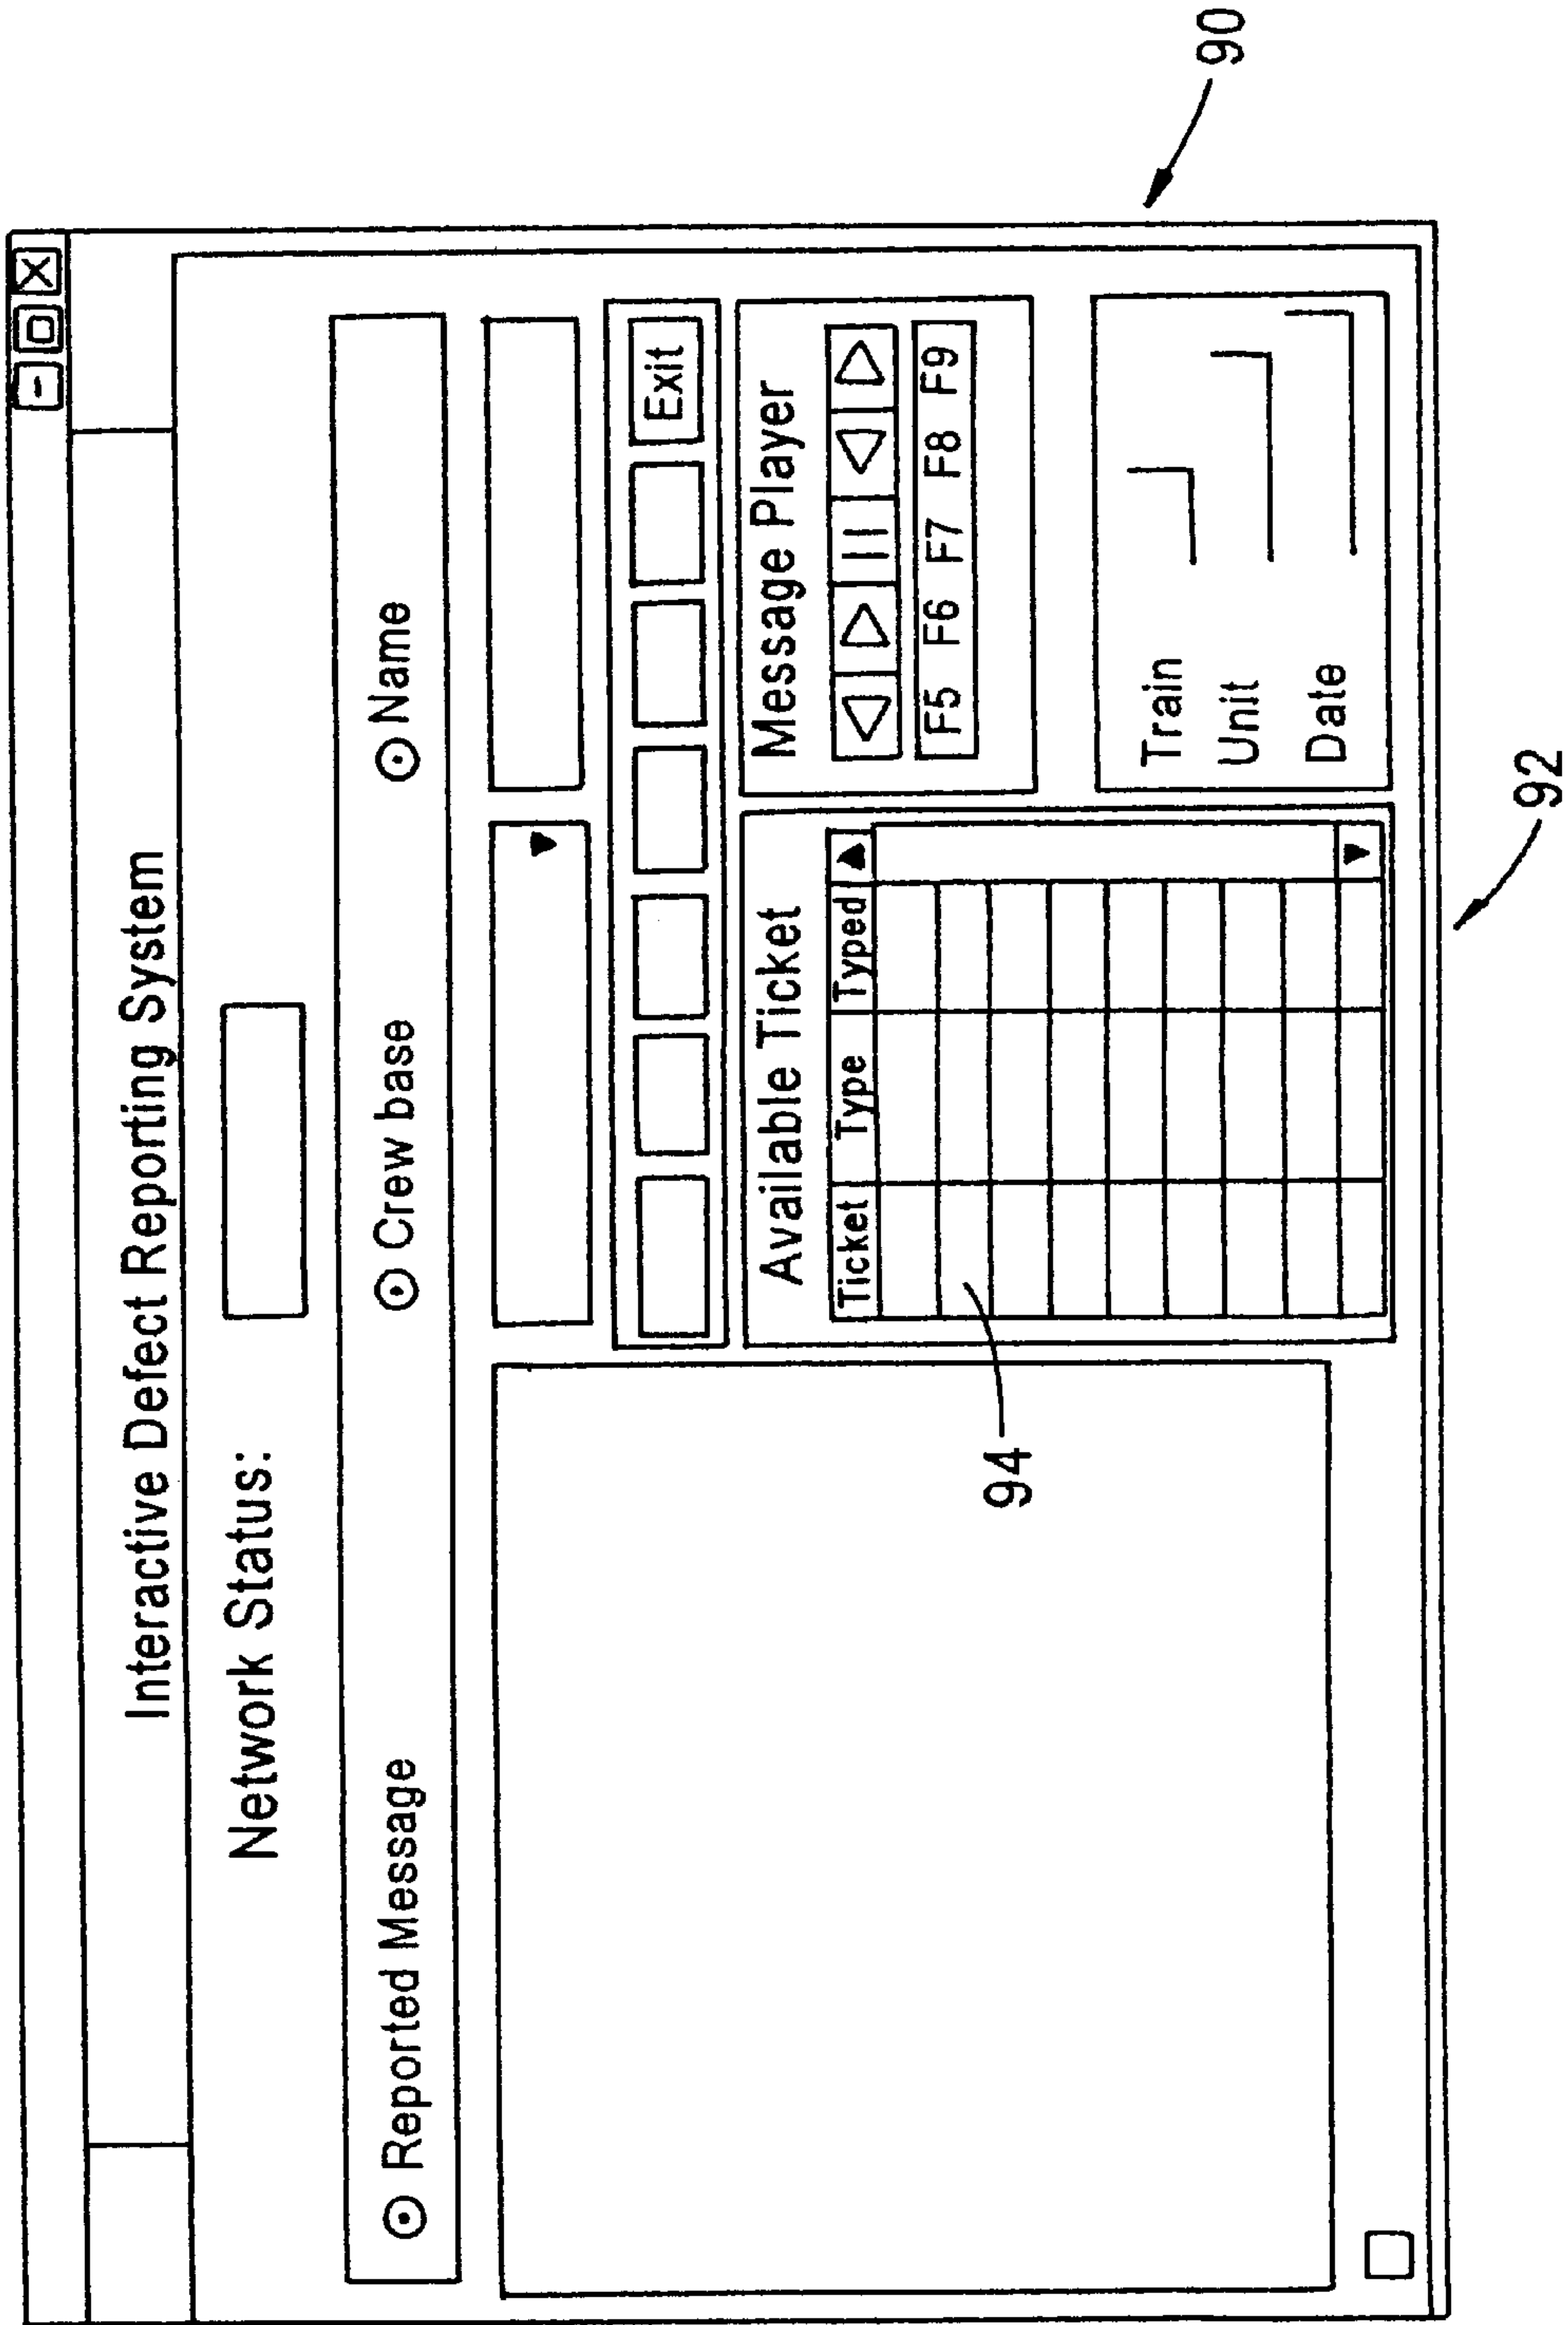 Interactive Defect Reporting System
Network Status:
Reported Message
Crew base
Name
Exit
Available Ticket
Ticket Type Typed
Message Player
F5 F6 F7 F8 F9
Train
Unit
Date
94
92
90